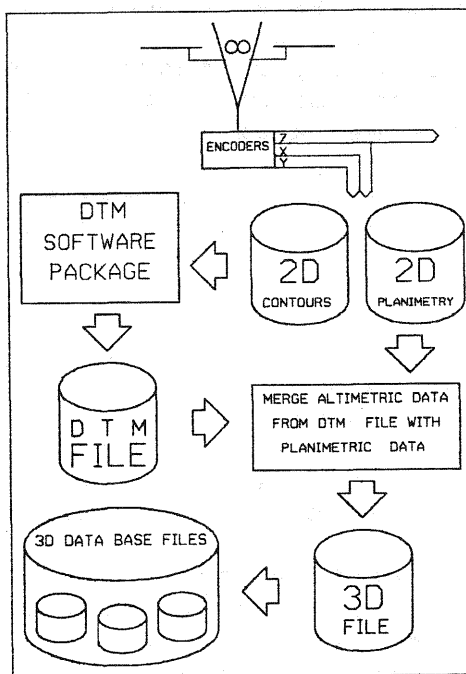 ENCODERS
Z
X
Y
DTM
SOFTWARE
PACKAGE
2D
CONTOURS
2D
PLANIMETRY
D T M
FILE
MERGE ALTIMETRIC DATA
FROM DTM FILE WITH
PLANIMETRIC DATA
3D DATA BASE FILES
3D
FILE